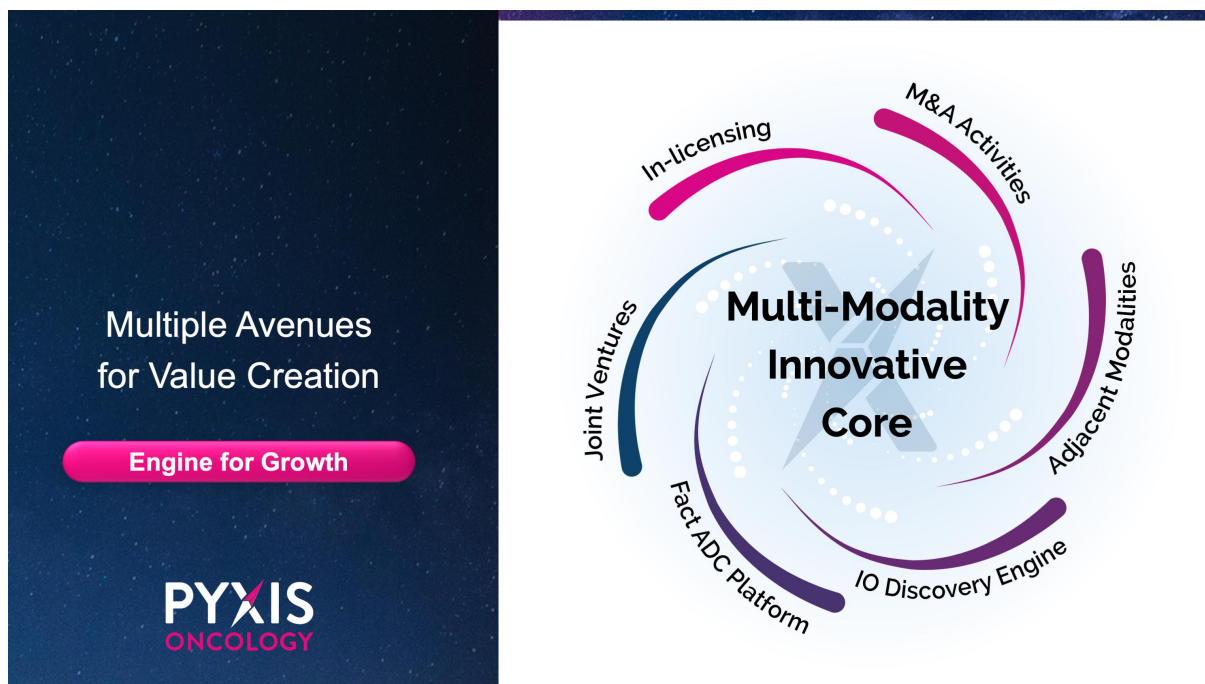 Multiple Avenues
for Value Creation
Engine for Growth
PYXIS
ONCOLOGY
In-licensing
M&A Activities
Adjacent Modalities
IO Discovery Engine
Fact ADC Platform
Joint Ventures
Multi-Modality
Innovative
Core